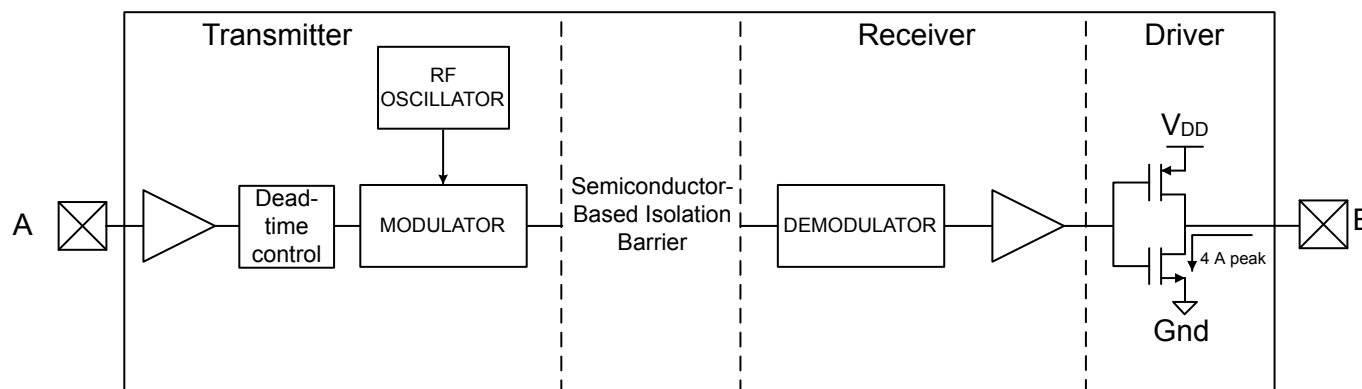 Transmitter
Receiver
Driver
RF
OSCILLATOR
VDD
A
Dead-
time
control
MODULATOR
Semiconductor-
Based Isolation
Barrier
DEMODULATOR
4 A peak
Gnd